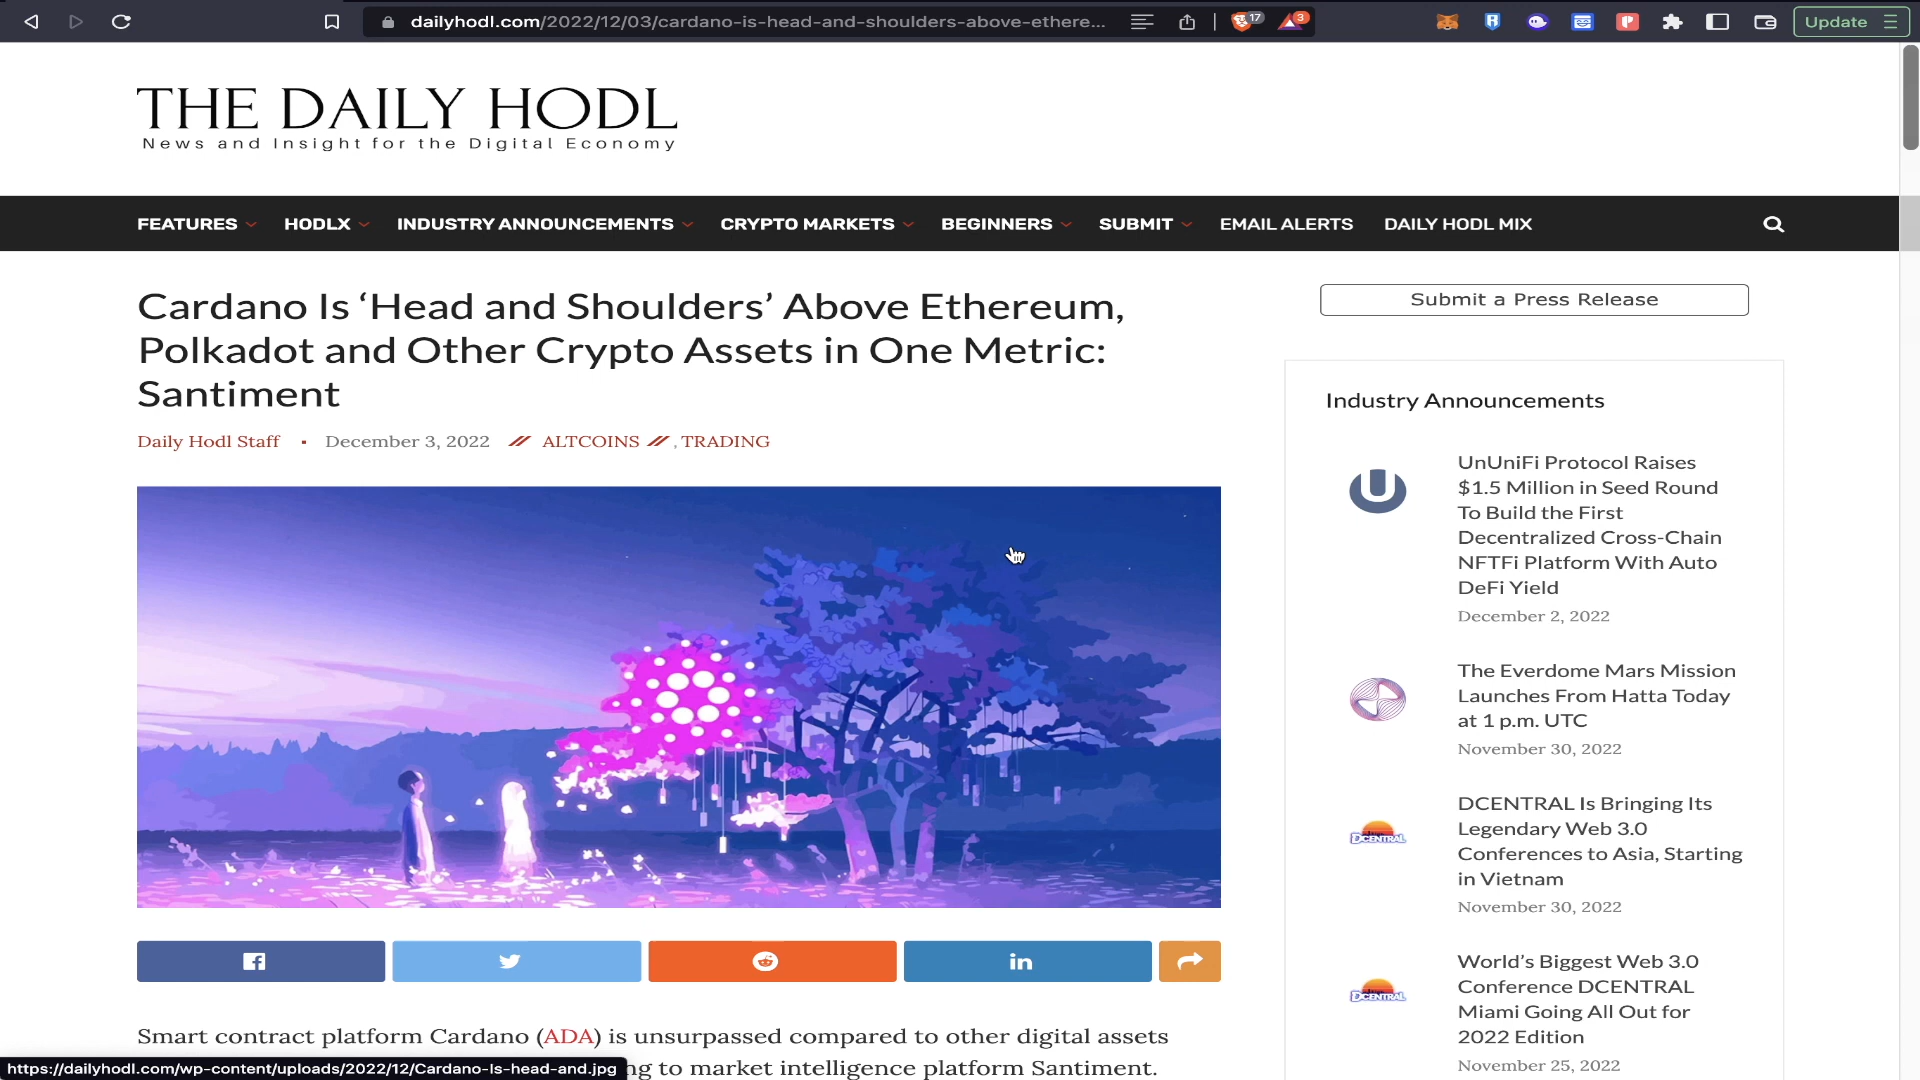 dailyhodl.com/2022/12/03/cardano-is-head-and-shoulders-above-ethere...
17
3
Update
THE DAILY HODL
News and Insight for the Digital Economy
FEATURES HODLX INDUSTRY ANNOUNCEMENTS CRYPTO MARKETS BEGINNERS SUBMIT EMAIL ALERTS DAILY HODL MIX
Cardano Is ‘Head and Shoulders’ Above Ethereum,
Polkadot and Other Crypto Assets in One Metric:
Santiment
Daily Hodl Staff · December 3, 2022 // ALTCOINS // , TRADING
Smart contract platform Cardano (ADA) is unsurpassed compared to other digital assets
ng to market intelligence platform Santiment.
https://dailyhodl.com/wp-content/uploads/2022/12/Cardano-Is-head-and.jpg
Submit a Press Release
Industry Announcements
UnUniFi Protocol Raises
$1.5 Million in Seed Round
To Build the First
Decentralized Cross-Chain
NFTFi Platform With Auto
DeFi Yield
December 2, 2022
The Everdome Mars Mission
Launches From Hatta Today
at 1 p.m. UTC
November 30, 2022
DCENTRAL
DCENTRAL Is Bringing Its
Legendary Web 3.0
Conferences to Asia, Starting
in Vietnam
November 30, 2022
DCENTRAL
World’s Biggest Web 3.0
Conference DCENTRAL
Miami Going All Out for
2022 Edition
November 25, 2022